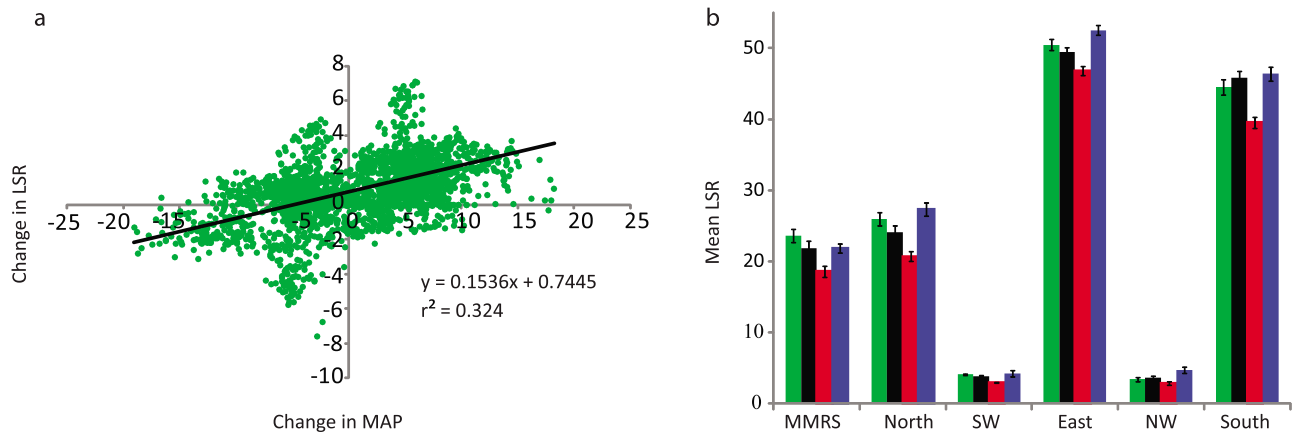 a
8
6
4
2
0
-2
-4
-6
-8
-10
-25 -20 -15 -5 0 5 10 15 20 25
Change in LSR
Change in MAP
y = 0.1536x + 0.7445
r² = 0.324
b
50
40
30
20
10
0
Mean LSR
MMRS North SW East NW South